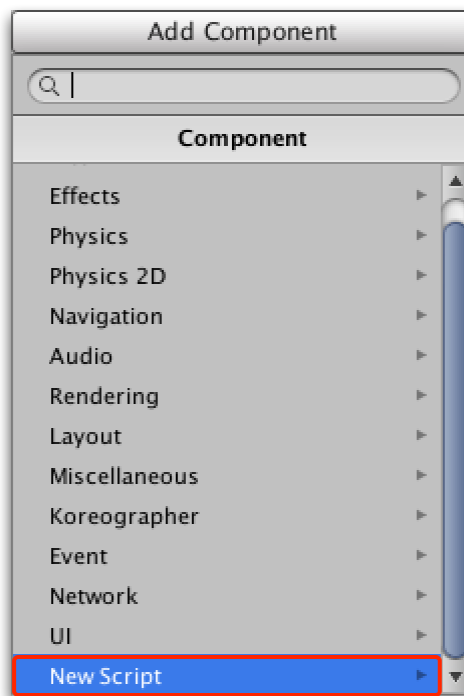 Add Component
Component
Effects
Physics
Physics 2D
Navigation
Audio
Rendering
Layout
Miscellaneous
Koreographer
Event
Network
UI
New Script